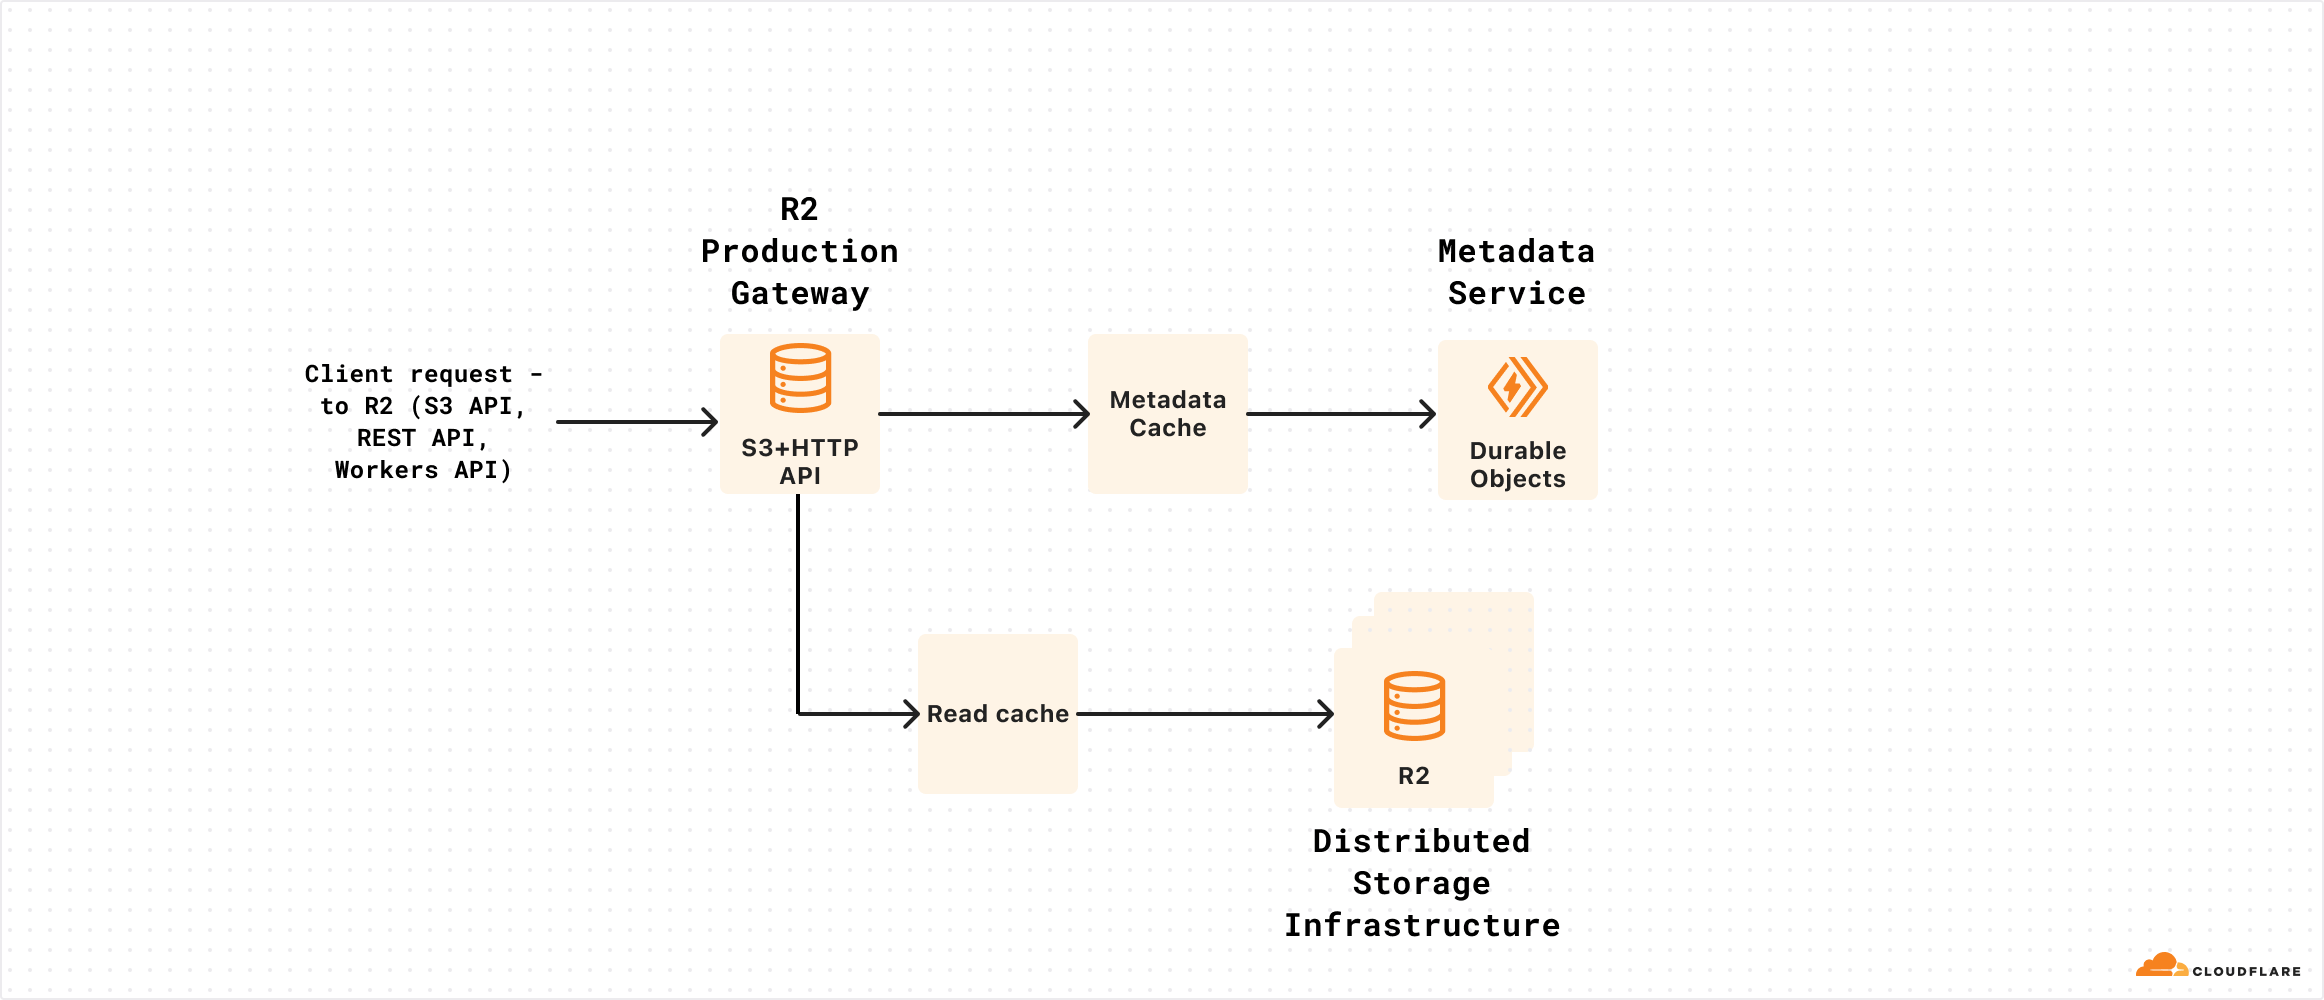 R2
Production
Gateway
Metadata
Service
Client request -
to R2 (S3 API,
REST API,
Workers API)
S3+HTTP
API
Metadata
Cache
Durable
Objects
Read cache
R2
Distributed
Storage
Infrastructure
CLOUDFLARE